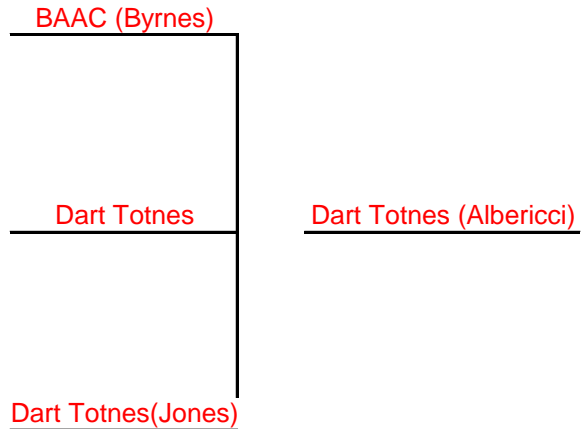 BAAC (Byrnes)
Dart Totnes
Dart Totnes (Albericci)
Dart Totnes(Jones)